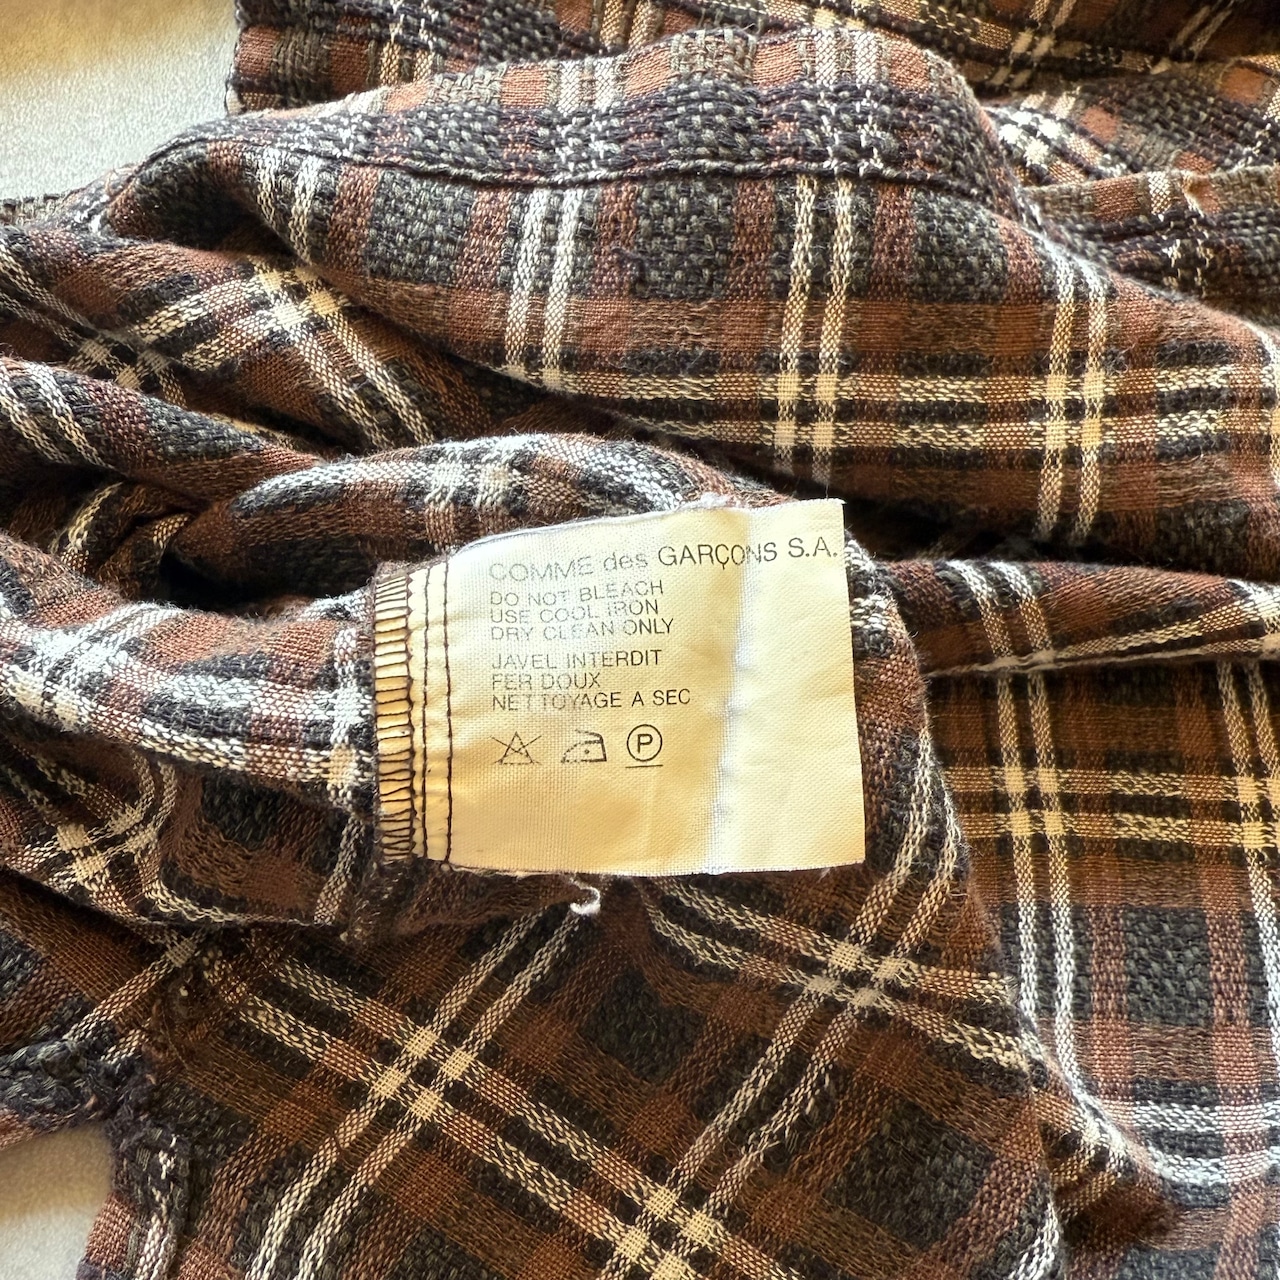 COMME des GARÇONS S.A.
DO NOT BLEACH
USE COOL IRON
DRY CLEAN ONLY
JAVEL INTERDIT
FER DOUX
NETTOYAGE A SEC
P